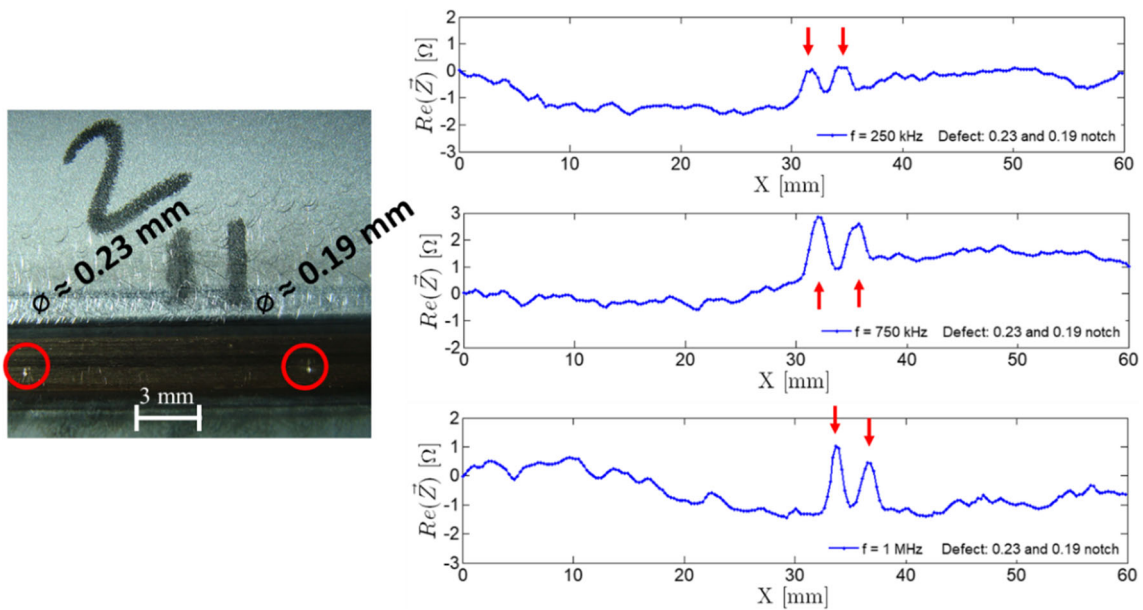 2
ø ≈ 0.23 mm
ø ≈ 0.19 mm
3 mm
2
1
0
-1
-2
-3
Re(Z⃗) [Ω]
f = 250 kHz Defect: 0.23 and 0.19 notch
0 10 20 30 40 50 60
X [mm]
3
2
1
0
-1
-2
Re(Z⃗) [Ω]
f = 750 kHz Defect: 0.23 and 0.19 notch
0 10 20 30 40 50 60
X [mm]
2
1
0
-1
-2
-3
Re(Z⃗) [Ω]
f = 1 MHz Defect: 0.23 and 0.19 notch
0 10 20 30 40 50 60
X [mm]